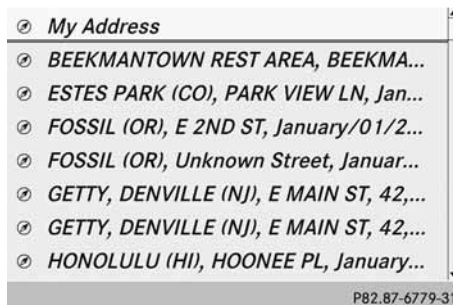 My Address
BEEKMANTOWN REST AREA, BEEKMA...
ESTES PARK (CO), PARK VIEW LN, Jan...
FOSSIL (OR), E 2ND ST, January/01/2...
FOSSIL (OR), Unknown Street, Januar...
GETTY, DENVILLE (NJ), E MAIN ST, 42,...
GETTY, DENVILLE (NJ), E MAIN ST, 42,...
HONOLULU (HI), HOONEE PL, January...
P82.87-6779-31